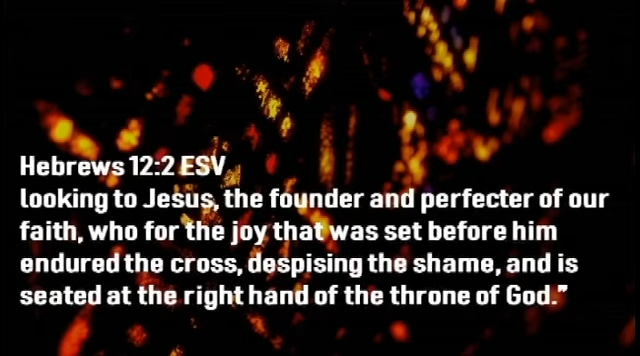 Hebrews 12:2 ESV
looking to Jesus, the founder and perfecter of our
faith, who for the joy that was set before him
endured the cross, despising the shame, and is
seated at the right hand of the throne of God.”